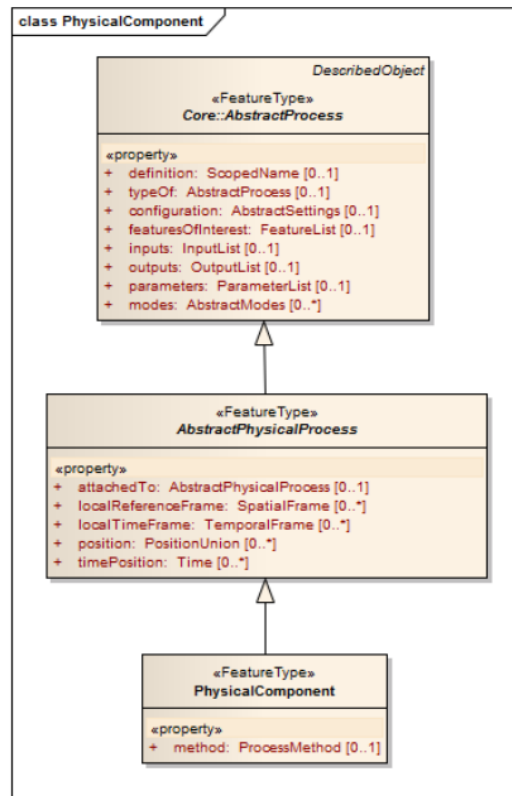 class PhysicalComponent
DescribedObject
«FeatureType»
Core::AbstractProcess
«property»
+ definition: ScopedName [0..1]
+ typeOf: AbstractProcess [0..1]
+ configuration: AbstractSettings [0..1]
+ featuresOfInterest: FeatureList [0..1]
+ inputs: InputList [0..1]
+ outputs: OutputList [0..1]
+ parameters: ParameterList [0..1]
+ modes: AbstractModes [0..*]
«FeatureType»
AbstractPhysicalProcess
«property»
+ attachedTo: AbstractPhysicalProcess [0..1]
+ localReferenceFrame: SpatialFrame [0..*]
+ localTimeFrame: TemporalFrame [0..*]
+ position: PositionUnion [0..*]
+ timePosition: Time [0..*]
«FeatureType»
PhysicalComponent
«property»
+ method: ProcessMethod [0..1]